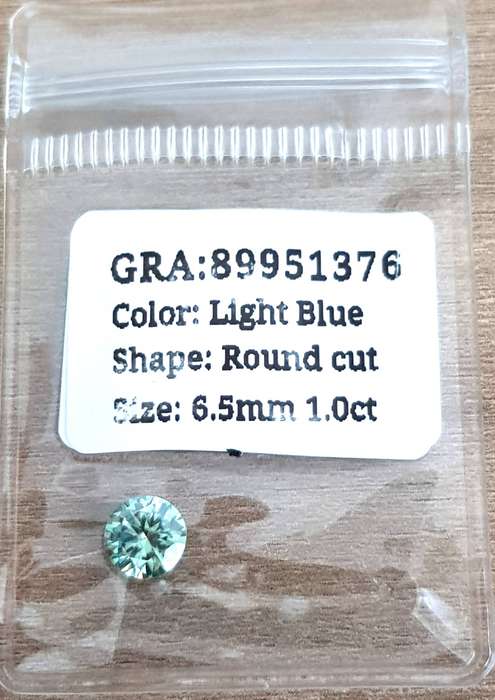 GRA:89951376
Color: Light Blue
Shape: Round cut
Size: 6.5mm 1.0ct